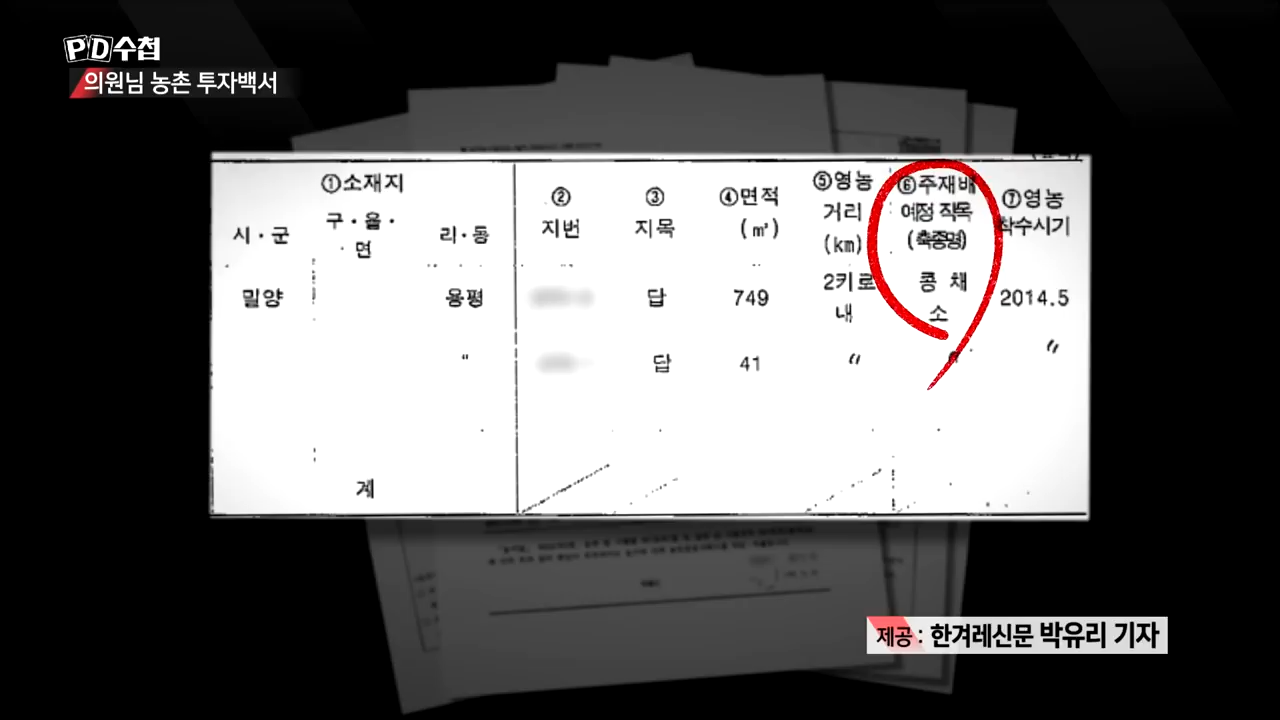 PD수첩
의원님 농촌 투자백서
①소재지
시·군
구·읍·
면
리·동
②
지번
③
지목
④면적
(㎡)
⑤영농
거리
(km)
⑥주재배
예정 작목
(축종명)
⑦영농
착수시기
밀양
용평
답
749
2키로
내
콩 채
소
2014.5
"
답
41
"
"
"
계
제공 : 한겨레신문 박유리 기자